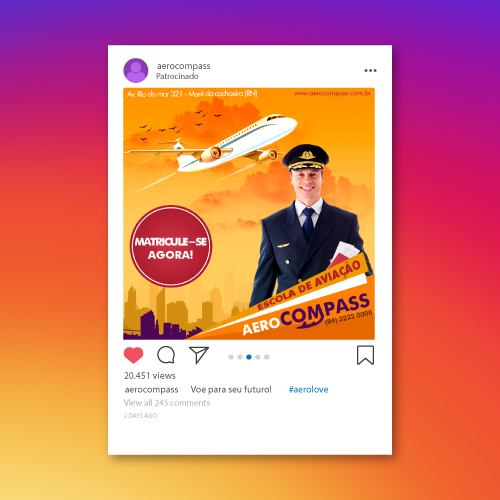 aerocompass
Patrocinado
Av. Rio do mar 321 - Maré da cachoeira (RN)
www.aerocompass.com.br
MATRICULE-SE
AGORA!
ESCOLA DE AVIAÇÃO
AEROCOMPASS
(84) 3222 0000
20.451 views
aerocompass Voe para seu futuro! #aerolove
View all 245 comments
2 DAYS AGO